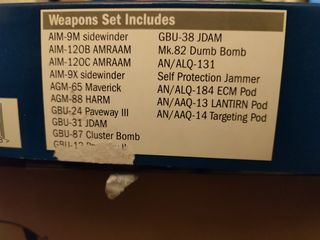 Weapons Set Includes
AIM-9M sidewinder
AIM-120B AMRAAM
AIM-120C AMRAAM
AIM-9X sidewinder
AGM-65 Maverick
AGM-88 HARM
GBU-24 Paveway III
GBU-31 JDAM
GBU-87 Cluster Bomb
GBU-38 JDAM
Mk.82 Dumb Bomb
AN/ALQ-131
Self Protection Jammer
AN/ALQ-184 ECM Pod
AN/AAQ-13 LANTIRN Pod
AN/AAQ-14 Targeting Pod